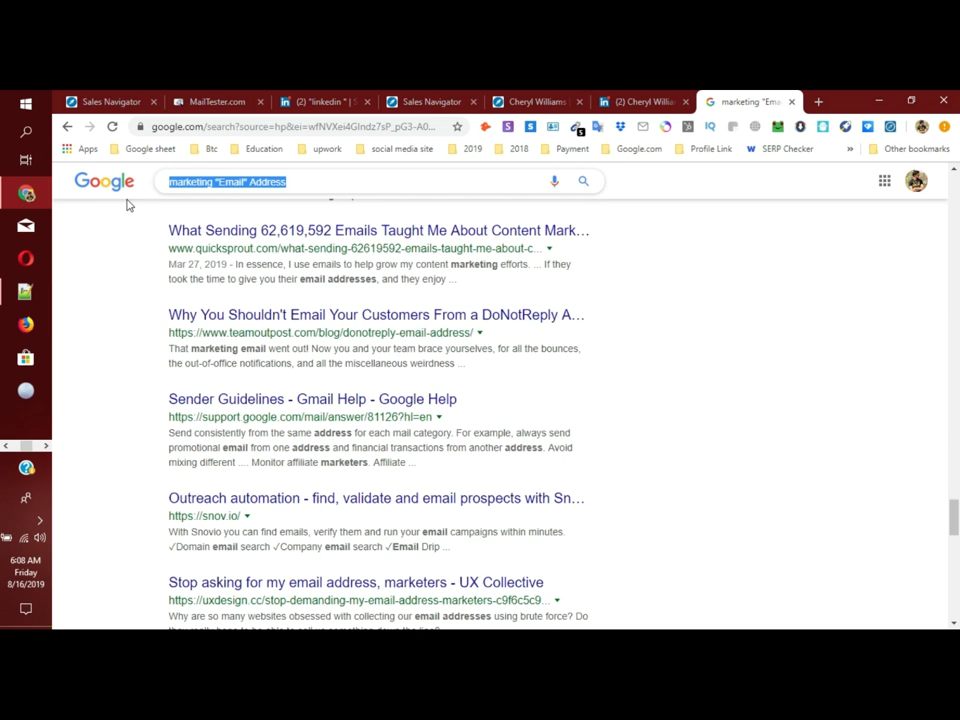 Sales Navigator
MailTester.com
(2) "linkedin " | S
Sales Navigator
Cheryl Williams
(2) Cheryl Willia
marketing "Ema
google.com/search?source=hp&ei=wfNVXei4GIndz7sP_pG3-A0...
Apps
Google sheet
Btc
Education
upwork
social media site
2019
2018
Payment
Google.com
Profile Link
SERP Checker
Other bookmarks
Google
marketing "Email" Address
What Sending 62,619,592 Emails Taught Me About Content Mark...
www.quicksprout.com/what-sending-62619592-emails-taught-me-about-c...
Mar 27, 2019 - In essence, I use emails to help grow my content marketing efforts. ... If they
took the time to give you their email addresses, and they enjoy ...
Why You Shouldn't Email Your Customers From a DoNotReply A...
https://www.teamoutpost.com/blog/donotreply-email-address/
That marketing email went out! Now you and your team brace yourselves, for all the bounces,
the out-of-office notifications, and all the miscellaneous weirdness ...
Sender Guidelines - Gmail Help - Google Help
https://support.google.com/mail/answer/81126?hl=en
Send consistently from the same address for each mail category. For example, always send
promotional email from one address and financial transactions from another address. Avoid
mixing different .... Monitor affiliate marketers. Affiliate ...
Outreach automation - find, validate and email prospects with Sn...
https://snov.io/
With Snovio you can find emails, verify them and run your email campaigns within minutes.
✓Domain email search ✓Company email search ✓Email Drip ...
Stop asking for my email address, marketers - UX Collective
https://uxdesign.cc/stop-demanding-my-email-address-marketers-c9f6c5c9...
Why are so many websites obsessed with collecting our email addresses using brute force? Do
6:08 AM
Friday
8/16/2019